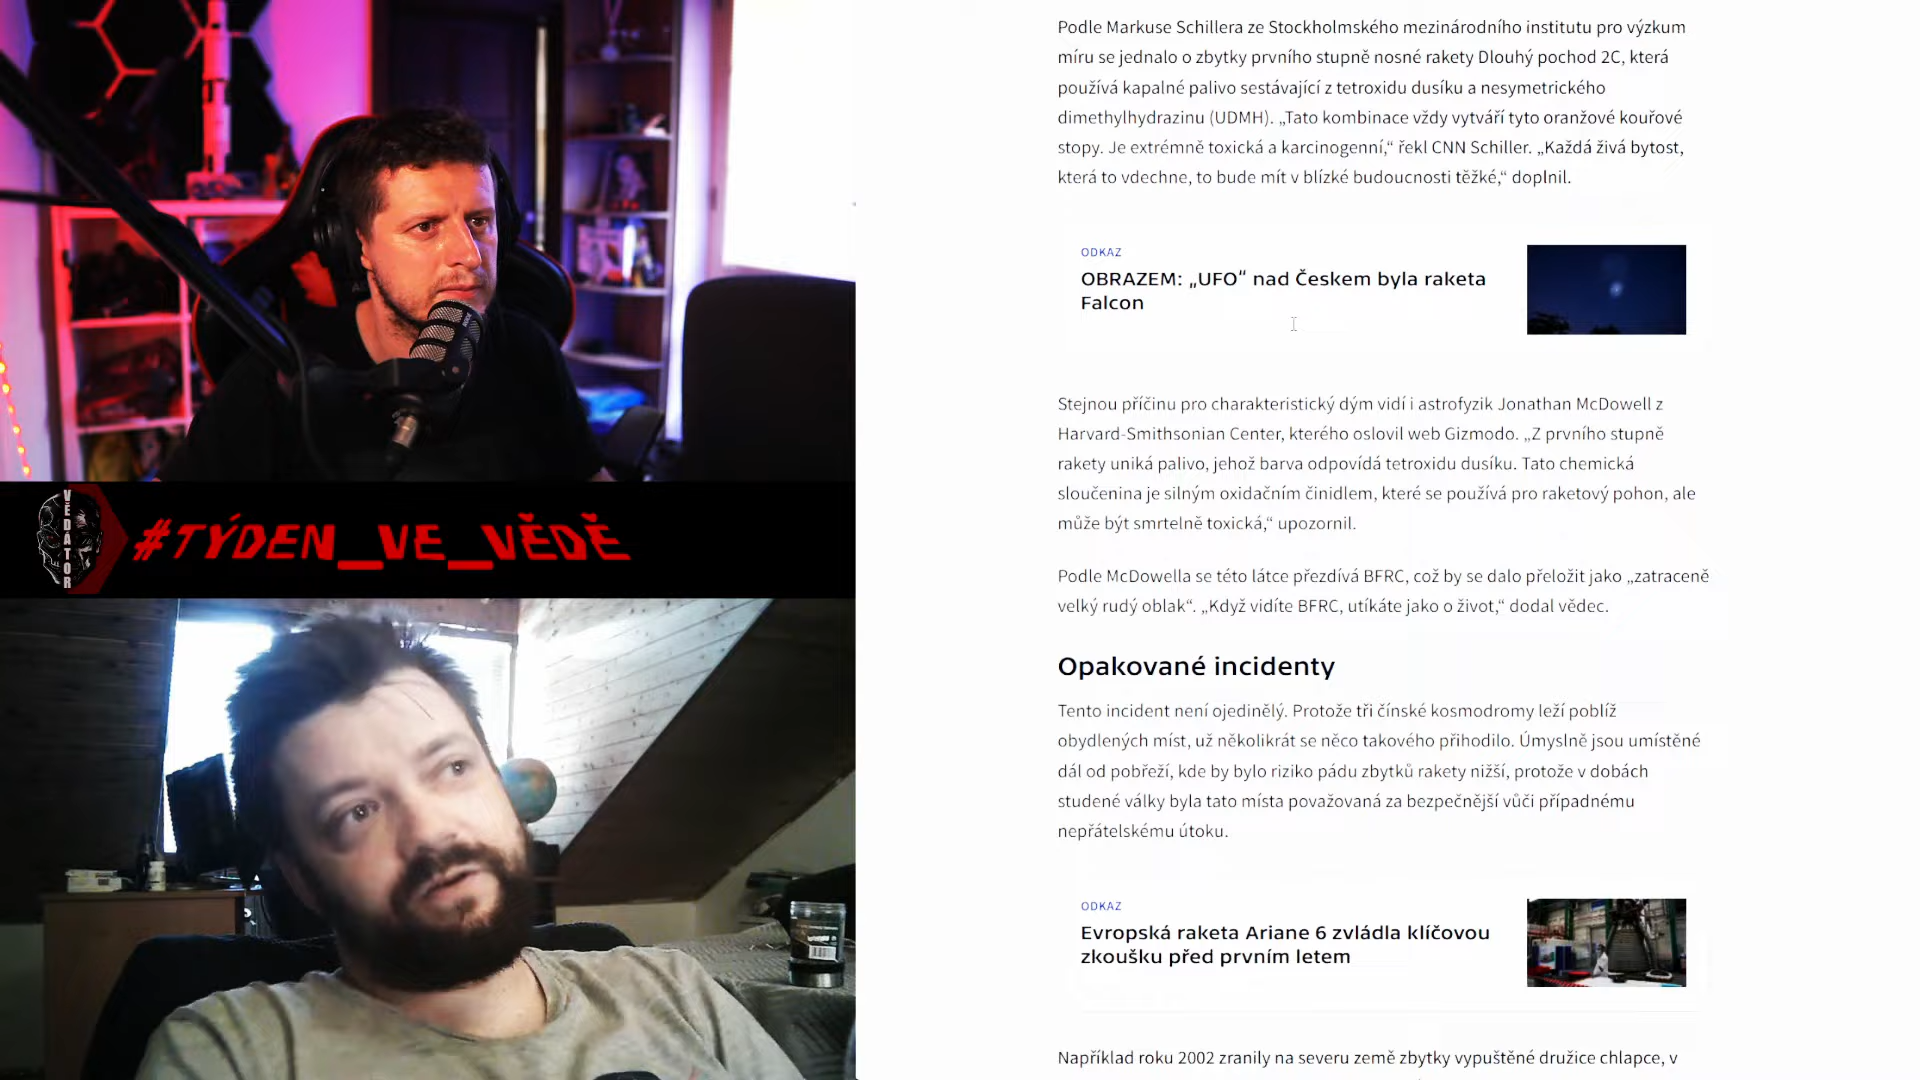 Podle Markuse Schillera ze Stockholmského mezinárodního institutu pro výzkum
míru se jednalo o zbytky prvního stupně nosné rakety Dlouhý pochod 2C, která
používá kapalné palivo sestávající z tetroxidu dusíku a nesymetrického
dimethylhydrazinu (UDMH). „Tato kombinace vždy vytváří tyto oranžové kouřové
stopy. Je extrémně toxická a karcinogenní,“ řekl CNN Schiller. „Každá živá bytost,
která to vdechne, to bude mít v blízké budoucnosti těžké,“ doplnil.
ODKAZ
OBRAZEM: „UFO“ nad Českem byla raketa
Falcon
Stejnou příčinu pro charakteristický dým vidí i astrofyzik Jonathan McDowell z
Harvard-Smithsonian Center, kterého oslovil web Gizmodo. „Z prvního stupně
rakety uniká palivo, jehož barva odpovídá tetroxidu dusíku. Tato chemická
sloučenina je silným oxidačním činidlem, které se používá pro raketový pohon, ale
může být smrtelně toxická,“ upozornil.
Podle McDowella se této látce přezdívá BFRC, což by se dalo přeložit jako „zatraceně
velký rudý oblak“. „Když vidíte BFRC, utíkáte jako o život,“ dodal vědec.
Opakované incidenty
Tento incident není ojedinělý. Protože tři čínské kosmodromy leží poblíž
obydlených míst, už několikrát se něco takového přihodilo. Úmyslně jsou umístěné
dál od pobřeží, kde by bylo riziko pádu zbytků rakety nižší, protože v dobách
studené války byla tato místa považovaná za bezpečnější vůči případnému
nepřátelskému útoku.
ODKAZ
Evropská raketa Ariane 6 zvládla klíčovou
zkoušku před prvním letem
Například roku 2002 zranily na severu země zbytky vypuštěné družice chlapce, v
VĚDÁTOR
#TÝDEN_VE_VĚDĚ